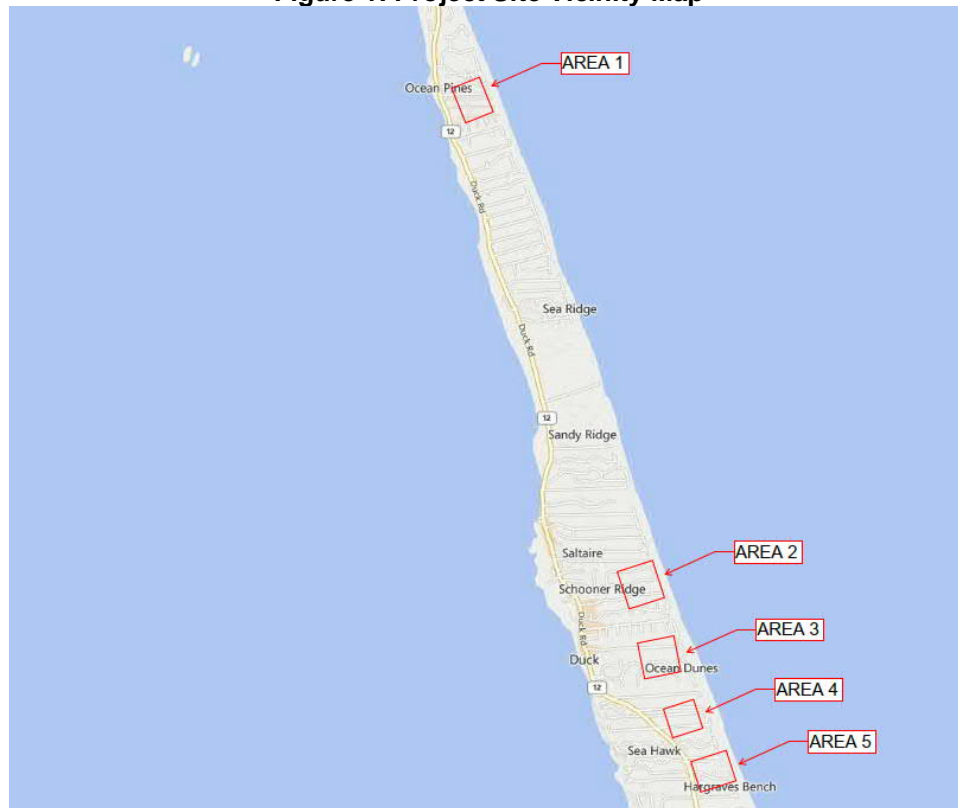 Figure 1. Project Site Vicinity Map
AREA 1
Ocean Pines
12
Duck Rd
Sea Ridge
Duck Rd
12
Sandy Ridge
AREA 2
Saltaire
Schooner Ridge
Duck Rd
AREA 3
Duck
Ocean Dunes
12
AREA 4
Sea Hawk
AREA 5
Hargraves Bench